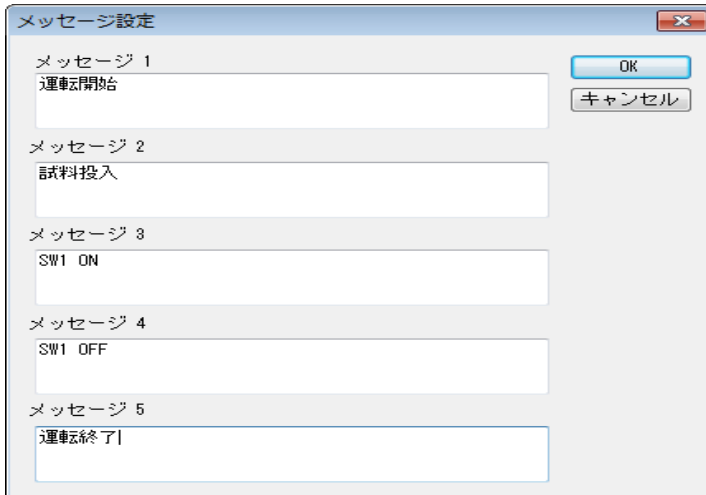 メッセージ設定
メッセージ 1
運転開始
OK
キャンセル
メッセージ 2
試料投入
メッセージ 3
SW1 ON
メッセージ 4
SW1 OFF
メッセージ 5
運転終了